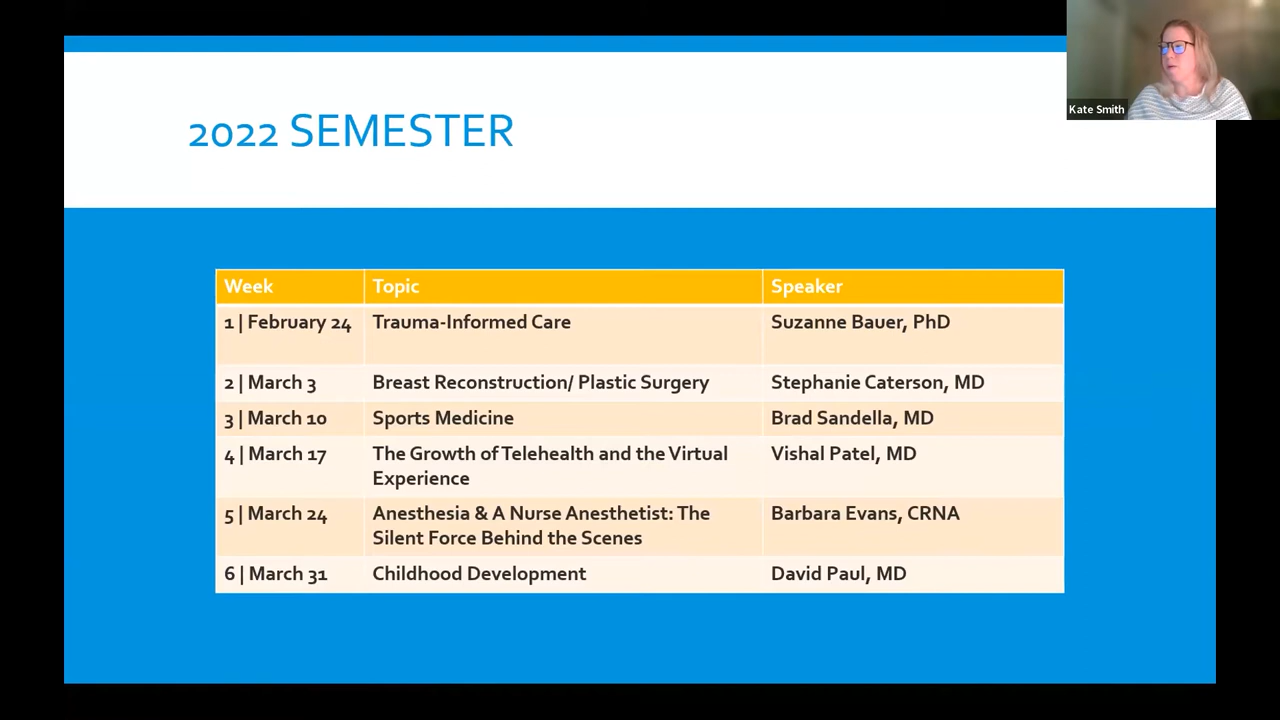 Kate Smith
2022 SEMESTER
Week Topic Speaker
1 | February 24 Trauma-Informed Care Suzanne Bauer, PhD
2 | March 3 Breast Reconstruction/ Plastic Surgery Stephanie Caterson, MD
3 | March 10 Sports Medicine Brad Sandella, MD
4 | March 17 The Growth of Telehealth and the Virtual Vishal Patel, MD
Experience
5 | March 24 Anesthesia & A Nurse Anesthetist: The Barbara Evans, CRNA
Silent Force Behind the Scenes
6 | March 31 Childhood Development David Paul, MD